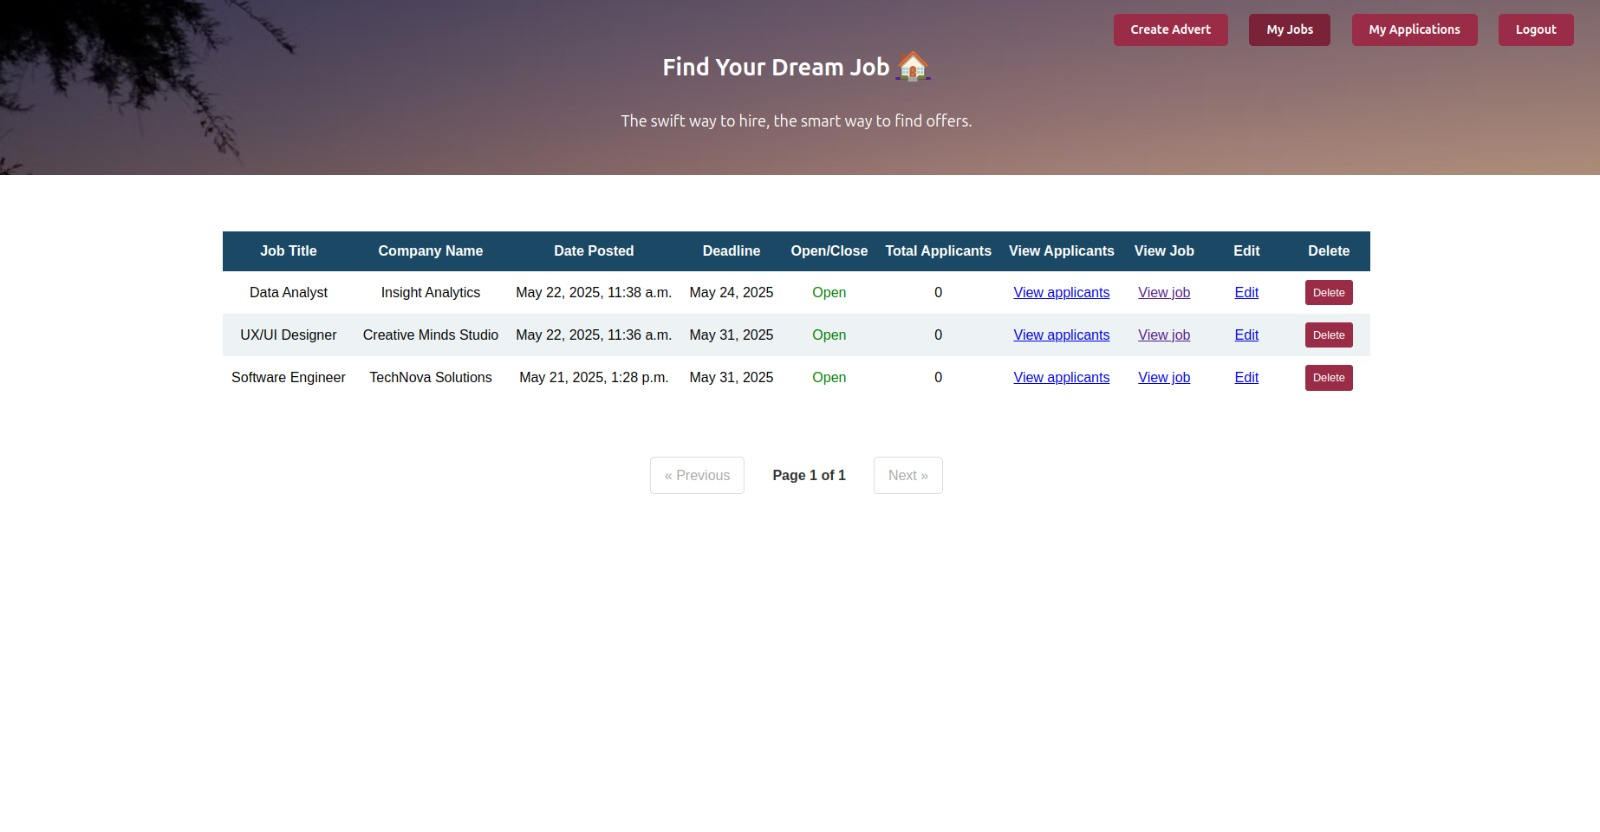 Create Advert My Jobs My Applications Logout
Find Your Dream Job 🏠
The swift way to hire, the smart way to find offers.
Job Title Company Name Date Posted Deadline Open/Close Total Applicants View Applicants View Job Edit Delete
Data Analyst Insight Analytics May 22, 2025, 11:38 a.m. May 24, 2025 Open 0 View applicants View job Edit Delete
UX/UI Designer Creative Minds Studio May 22, 2025, 11:36 a.m. May 31, 2025 Open 0 View applicants View job Edit Delete
Software Engineer TechNova Solutions May 21, 2025, 1:28 p.m. May 31, 2025 Open 0 View applicants View job Edit Delete
« Previous Page 1 of 1 Next »